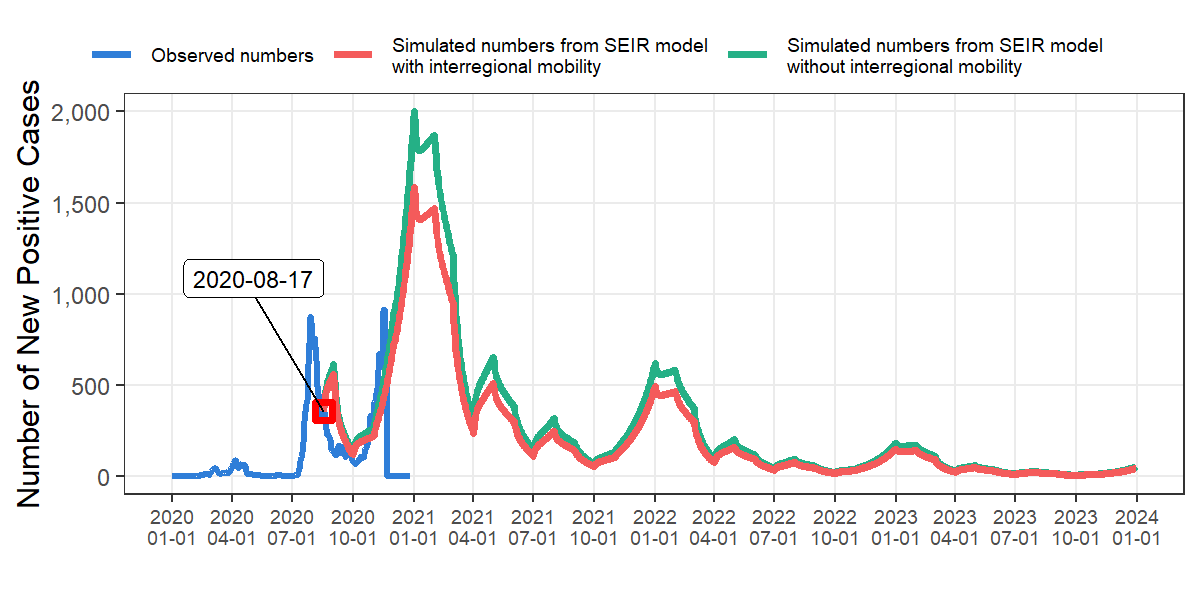 Observed numbers
Simulated numbers from SEIR model
with interregional mobility
Simulated numbers from SEIR model
without interregional mobility
Number of New Positive Cases
2,000
1,500
1,000
500
0
2020-08-17
2020 2020 2020 2020 2021 2021 2021 2021 2022 2022 2022 2022 2023 2023 2023 2023 2024
01-01 04-01 07-01 10-01 01-01 04-01 07-01 10-01 01-01 04-01 07-01 10-01 01-01 04-01 07-01 10-01 01-01